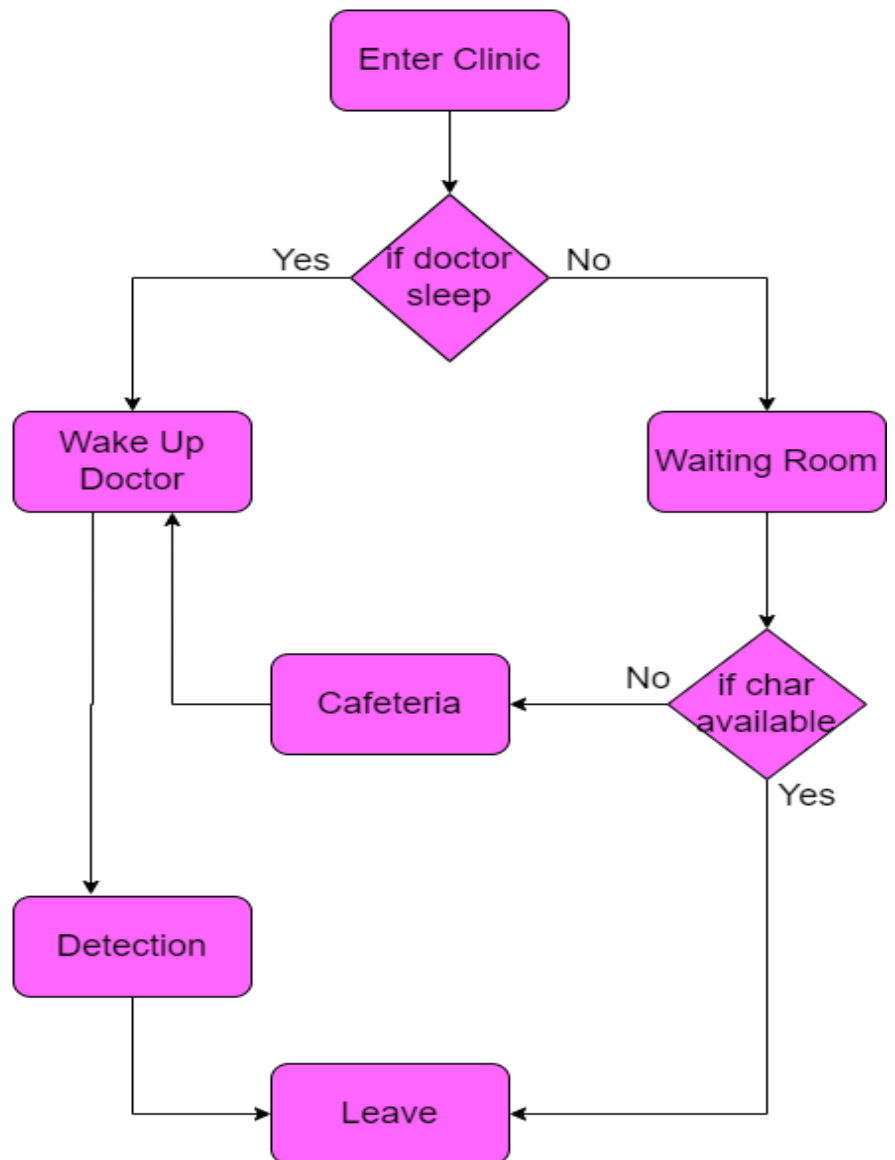 Enter Clinic
Yes
if doctor
sleep
No
Wake Up
Doctor
Waiting Room
Cafeteria
No
if char
available
Yes
Detection
Leave